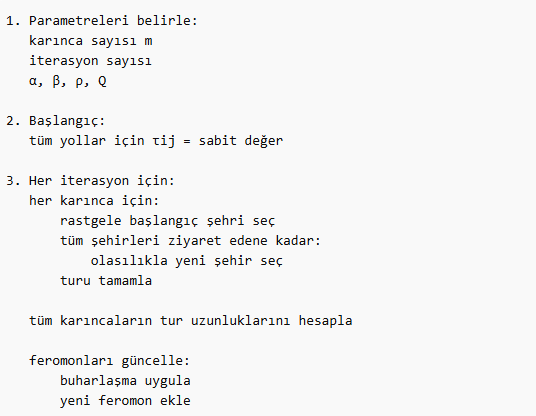 1. Parametreleri belirle:
karınca sayısı m
iterasyon sayısı
α, β, ρ, Q
2. Başlangıç:
tüm yollar için τij = sabit değer
3. Her iterasyon için:
her karınca için:
rastgele başlangıç şehri seç
tüm şehirleri ziyaret edene kadar:
olasılıkla yeni şehir seç
turu tamamla
tüm karıncaların tur uzunluklarını hesapla
feromonları güncelle:
buharlaşma uygula
yeni feromon ekle